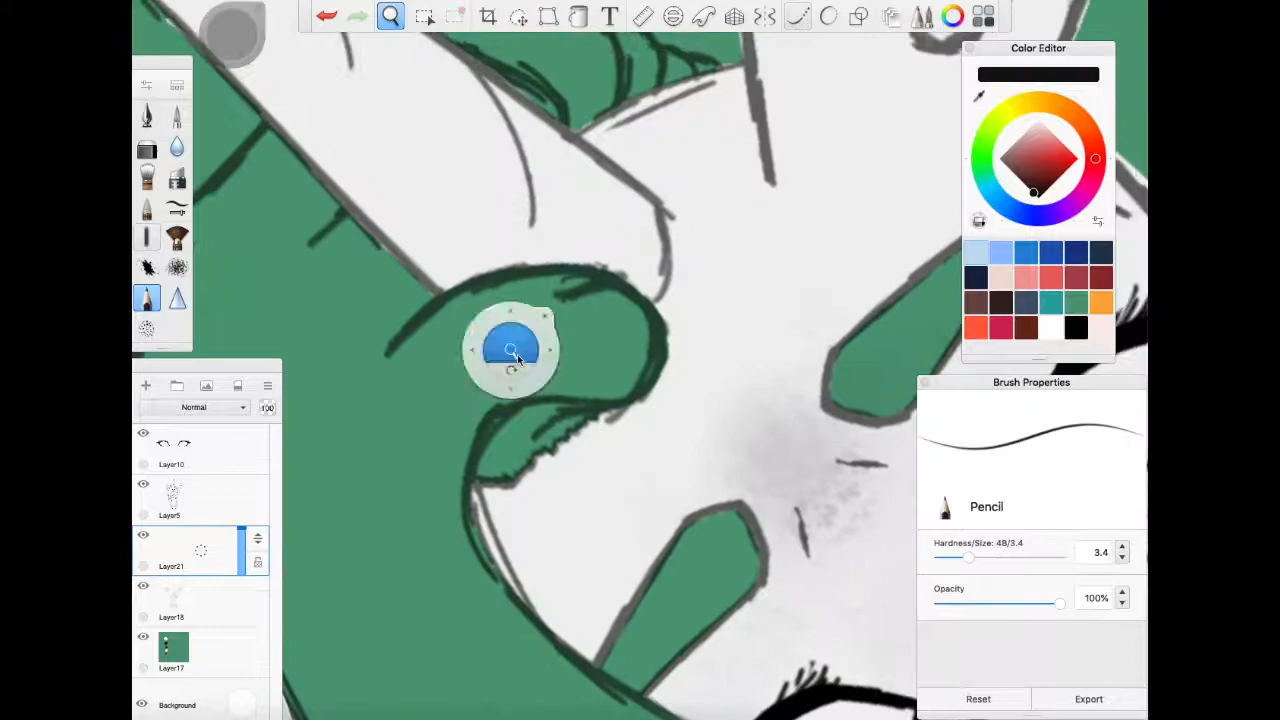 T
Color Editor
Normal
100
Layer10
Layer5
Layer21
Layer18
Layer17
Background
Brush Properties
Pencil
Hardness/Size: 4B/3.4
3.4
Opacity
100%
Reset
Export